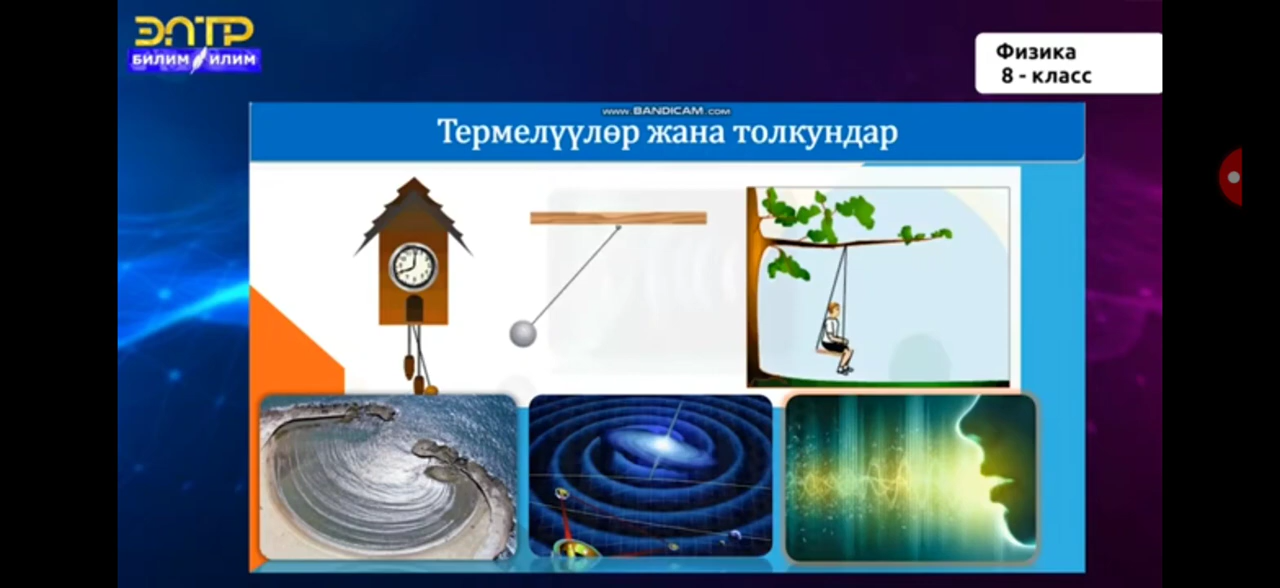 ЭЛТР
БИЛИМ ИЛИМ
Физика
8 - класс
www.BANDICAM.com
Термелүүлөр жана толкундар